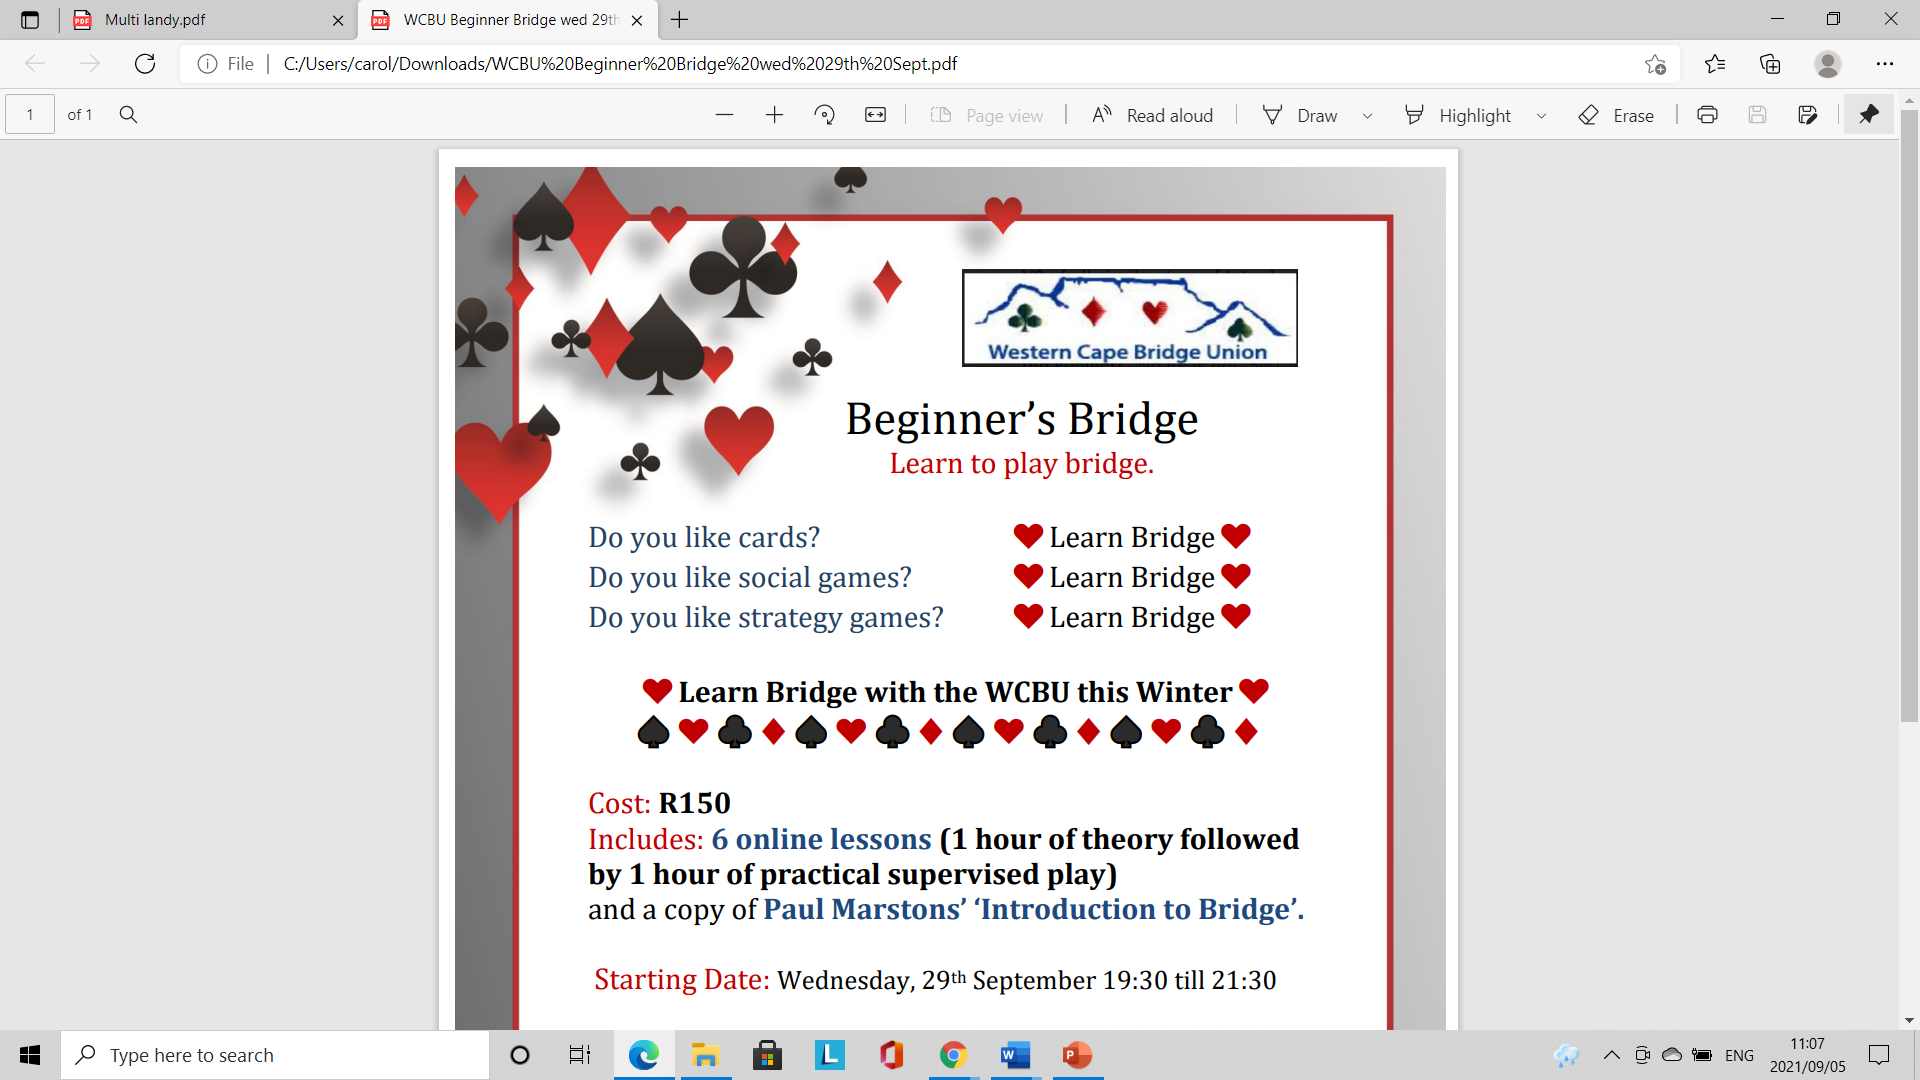 Multi landy.pdf
WCBU Beginner Bridge wed 29th
File
C:/Users/carol/Downloads/WCBU%20Beginner%20Bridge%20wed%2029th%20Sept.pdf
1 of 1
Page view
Read aloud
Draw
Highlight
Erase
Western Cape Bridge Union
Beginner’s Bridge
Learn to play bridge.
Do you like cards? ♥ Learn Bridge ♥
Do you like social games? ♥ Learn Bridge ♥
Do you like strategy games? ♥ Learn Bridge ♥
♥ Learn Bridge with the WCBU this Winter ♥
♠ ♥ ♣ ♦ ♠ ♥ ♣ ♦ ♠ ♥ ♣ ♦ ♠ ♥ ♣ ♦
Cost: R150
Includes: 6 online lessons (1 hour of theory followed
by 1 hour of practical supervised play)
and a copy of Paul Marstons’ ‘Introduction to Bridge’.
Starting Date: Wednesday, 29th September 19:30 till 21:30
Type here to search
ENG
11:07
2021/09/05